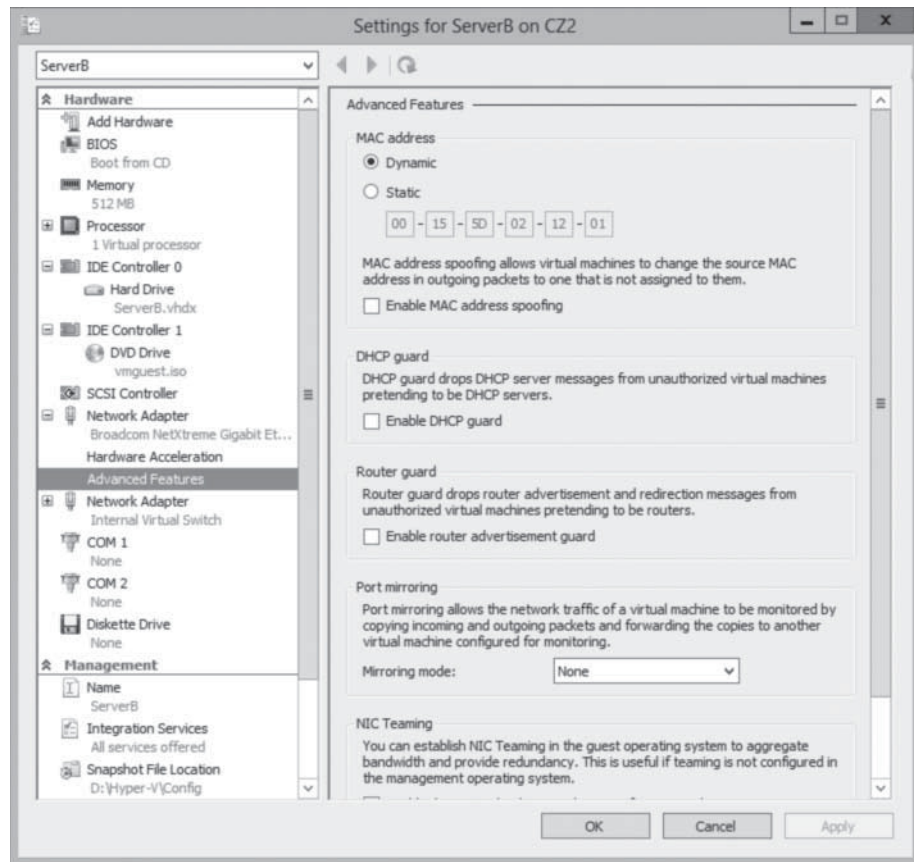 Settings for ServerB on CZ2
ServerB
Hardware
Add Hardware
BIOS
Boot from CD
Memory
512 MB
Processor
1 Virtual processor
IDE Controller 0
Hard Drive
ServerB.vhdx
IDE Controller 1
DVD Drive
vmguest.iso
SCSI Controller
Network Adapter
Broadcom NetXtreme Gigabit Et...
Hardware Acceleration
Advanced Features
Network Adapter
Internal Virtual Switch
COM 1
None
COM 2
None
Diskette Drive
None
Management
Name
ServerB
Integration Services
All services offered
Snapshot File Location
D:\Hyper-V\Config
Advanced Features
MAC address
Dynamic
Static
00 - 15 - 5D - 02 - 12 - 01
MAC address spoofing allows virtual machines to change the source MAC
address in outgoing packets to one that is not assigned to them.
Enable MAC address spoofing
DHCP guard
DHCP guard drops DHCP server messages from unauthorized virtual machines
pretending to be DHCP servers.
Enable DHCP guard
Router guard
Router guard drops router advertisement and redirection messages from
unauthorized virtual machines pretending to be routers.
Enable router advertisement guard
Port mirroring
Port mirroring allows the network traffic of a virtual machine to be monitored by
copying incoming and outgoing packets and forwarding the copies to another
virtual machine configured for monitoring.
Mirroring mode:
None
NIC Teaming
You can establish NIC Teaming in the guest operating system to aggregate
bandwidth and provide redundancy. This is useful if teaming is not configured in
the management operating system.
OK
Cancel
Apply